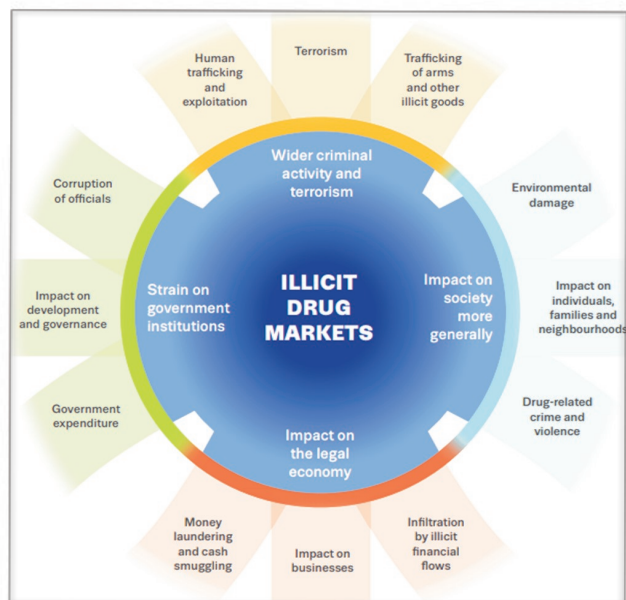 Terrorism
Human
trafficking
and
exploitation
Trafficking
of arms
and other
illicit goods
Wider criminal
activity and
terrorism
Corruption
of officials
Environmental
damage
Impact on
development
and governance
Strain on
government
institutions
ILLICIT
DRUG
MARKETS
Impact on
society
more
generally
Impact on
individuals,
families and
neighbourhoods
Government
expenditure
Drug-related
crime and
violence
Impact on
the legal
economy
Money
laundering
and cash
smuggling
Impact on
businesses
Infiltration
by illicit
financial
flows